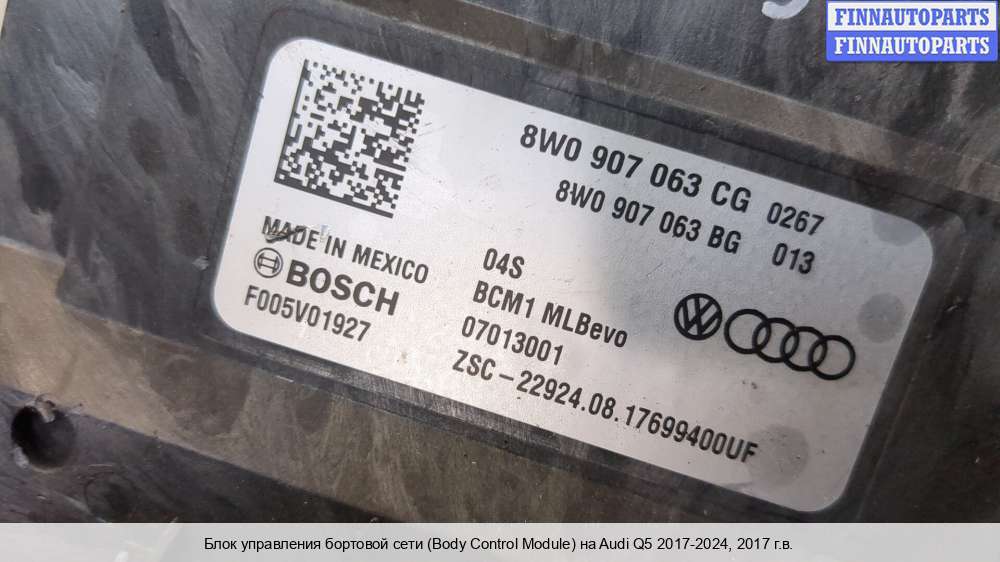 FINNAUTOPARTS
FINNAUTOPARTS
8W0 907 063 CG 0267
8W0 907 063 BG 013
MADE IN MEXICO
BOSCH
F005V01927
04S
BCM1 MLBevo
07013001
ZSC-22924.08.17699400UF
Блок управления бортовой сети (Body Control Module) на Audi Q5 2017-2024, 2017 г.в.